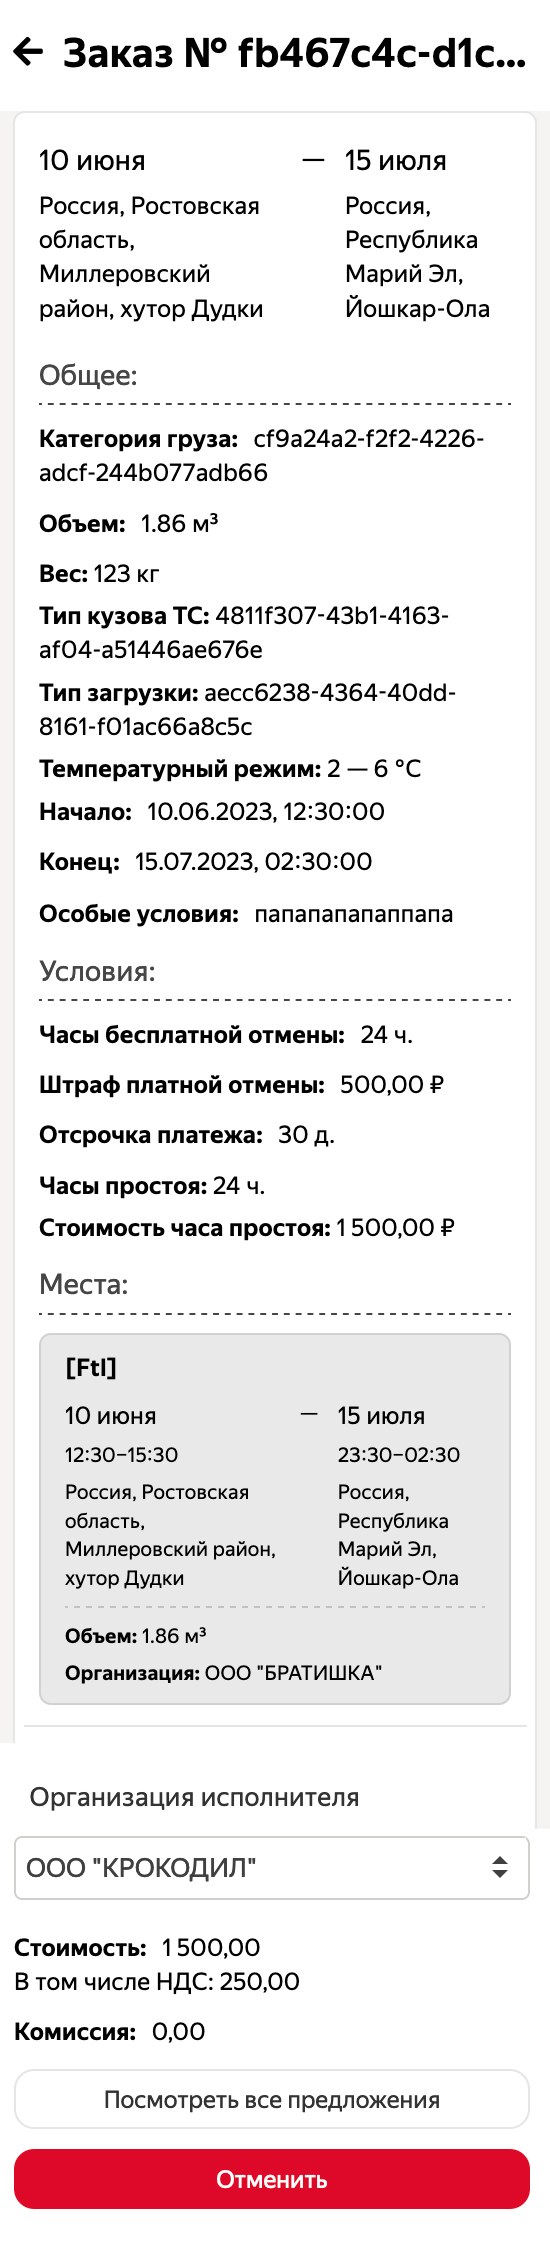 Заказ № fb467c4c-d1c...
10 июня — 15 июля
Россия, Ростовская
область,
Миллеровский
район, хутор Дудки
Россия,
Республика
Марий Эл,
Йошкар-Ола
Общее:
Категория груза: cf9a24a2-f2f2-4226-
adcf-244b077adb66
Объем: 1.86 м³
Вес: 123 кг
Тип кузова ТС: 4811f307-43b1-4163-
af04-a51446ae676e
Тип загрузки: aecc6238-4364-40dd-
8161-f01ac66a8c5c
Температурный режим: 2 — 6 °C
Начало: 10.06.2023, 12:30:00
Конец: 15.07.2023, 02:30:00
Особые условия: папапапапаппапа
Условия:
Часы бесплатной отмены: 24 ч.
Штраф платной отмены: 500,00 ₽
Отсрочка платежа: 30 д.
Часы простоя: 24 ч.
Стоимость часа простоя: 1 500,00 ₽
Места:
[Ftl]
10 июня — 15 июля
12:30–15:30 23:30–02:30
Россия, Ростовская
область,
Миллеровский район,
хутор Дудки
Россия,
Республика
Марий Эл,
Йошкар-Ола
Объем: 1.86 м³
Организация: ООО "БРАТИШКА"
Организация исполнителя
ООО "КРОКОДИЛ"
Стоимость: 1 500,00
В том числе НДС: 250,00
Комиссия: 0,00
Посмотреть все предложения
Отменить